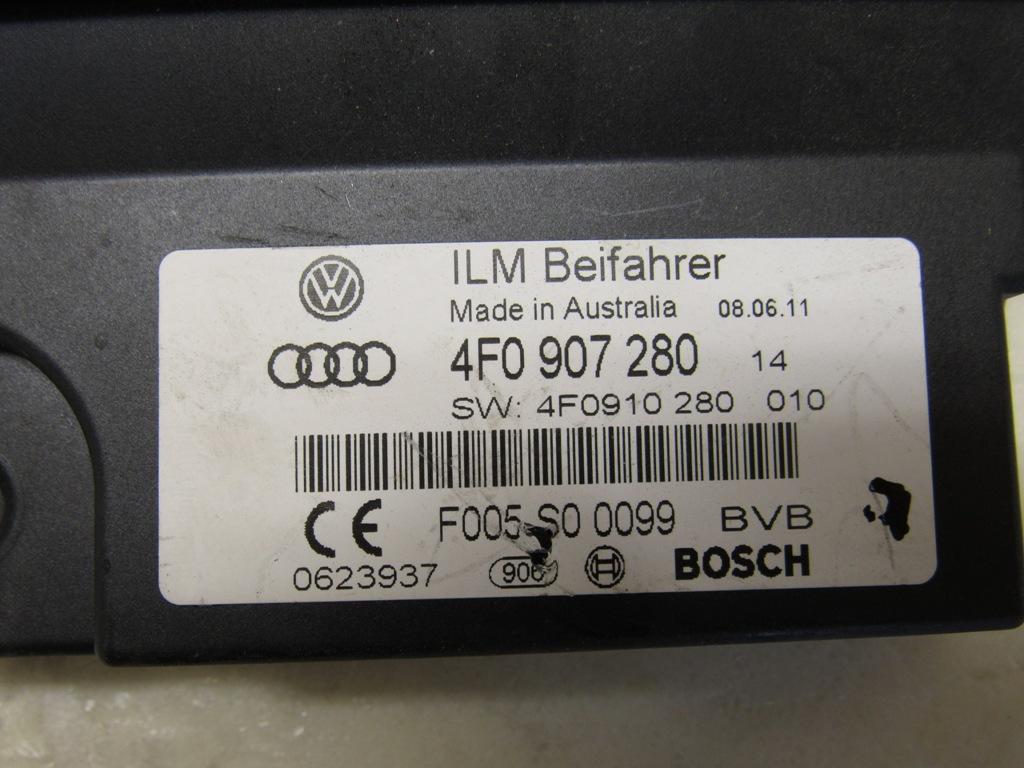 ILM Beifahrer
Made in Australia 08.06.11
4F0 907 280 14
SW: 4F0910 280 010
F005 S0 0099 BVB
0623937 BOSCH